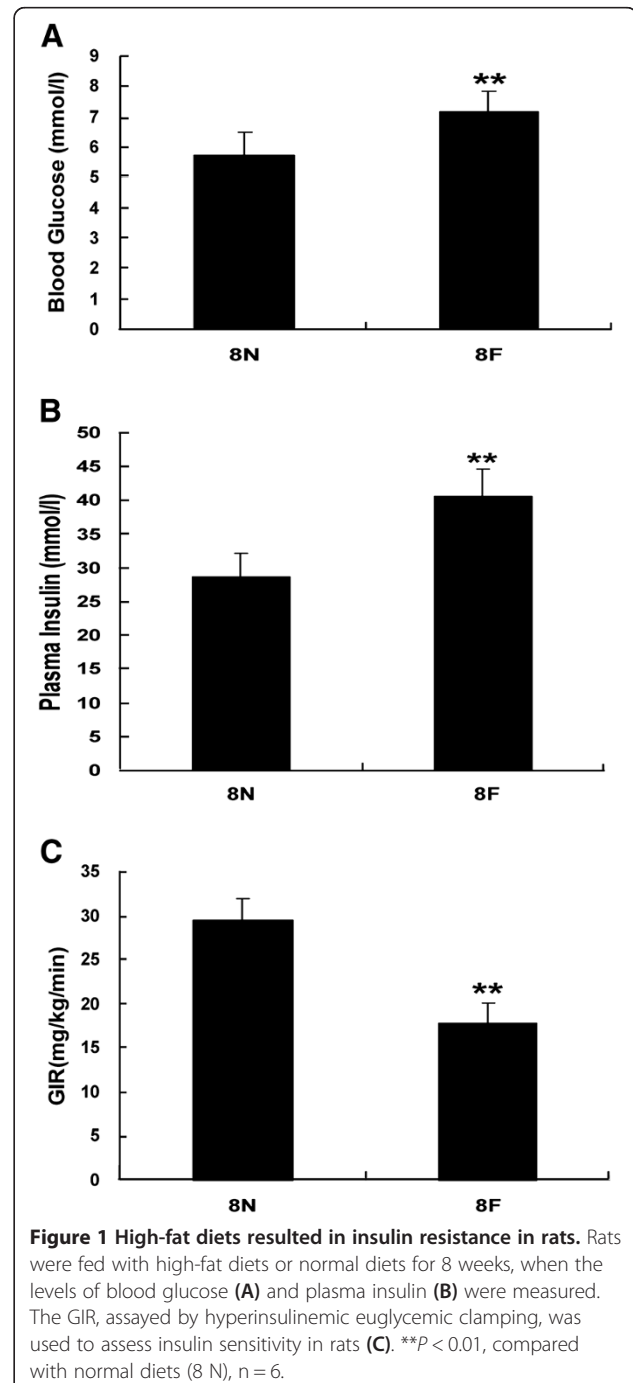 A
Blood Glucose (mmol/l)
9
8
7
6
5
4
3
2
1
0
**
8N 8F
B
Plasma Insulin (mmol/l)
50
45
40
35
30
25
20
15
10
5
0
**
8N 8F
C
GIR(mg/kg/min)
35
30
25
20
15
10
5
0
**
8N 8F
Figure 1 High-fat diets resulted in insulin resistance in rats. Rats
were fed with high-fat diets or normal diets for 8 weeks, when the
levels of blood glucose (A) and plasma insulin (B) were measured.
The GIR, assayed by hyperinsulinemic euglycemic clamping, was
used to assess insulin sensitivity in rats (C). **P < 0.01, compared
with normal diets (8 N), n = 6.